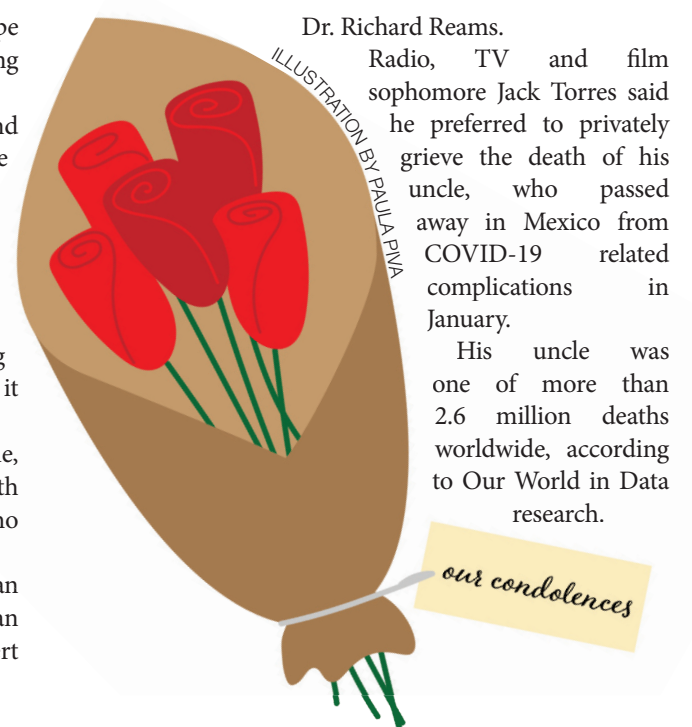 it
Dr. Richard Reams.
Radio, TV and film
sophomore Jack Torres said
he preferred to privately
grieve the death of his
uncle, who passed
away in Mexico from
COVID-19 related
complications in
January.
His uncle was
one of more than
2.6 million deaths
worldwide, according
to Our World in Data
research.
ILLUSTRATION BY PAULA PIVA
our condolences